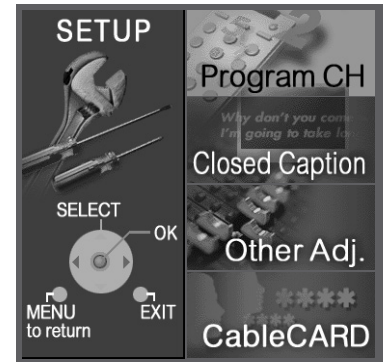 SETUP
SELECT
OK
MENU
to return
EXIT
Program CH
Why don't you com
I'm going to take
Closed Caption
Other Adj.
****
****
CableCARD